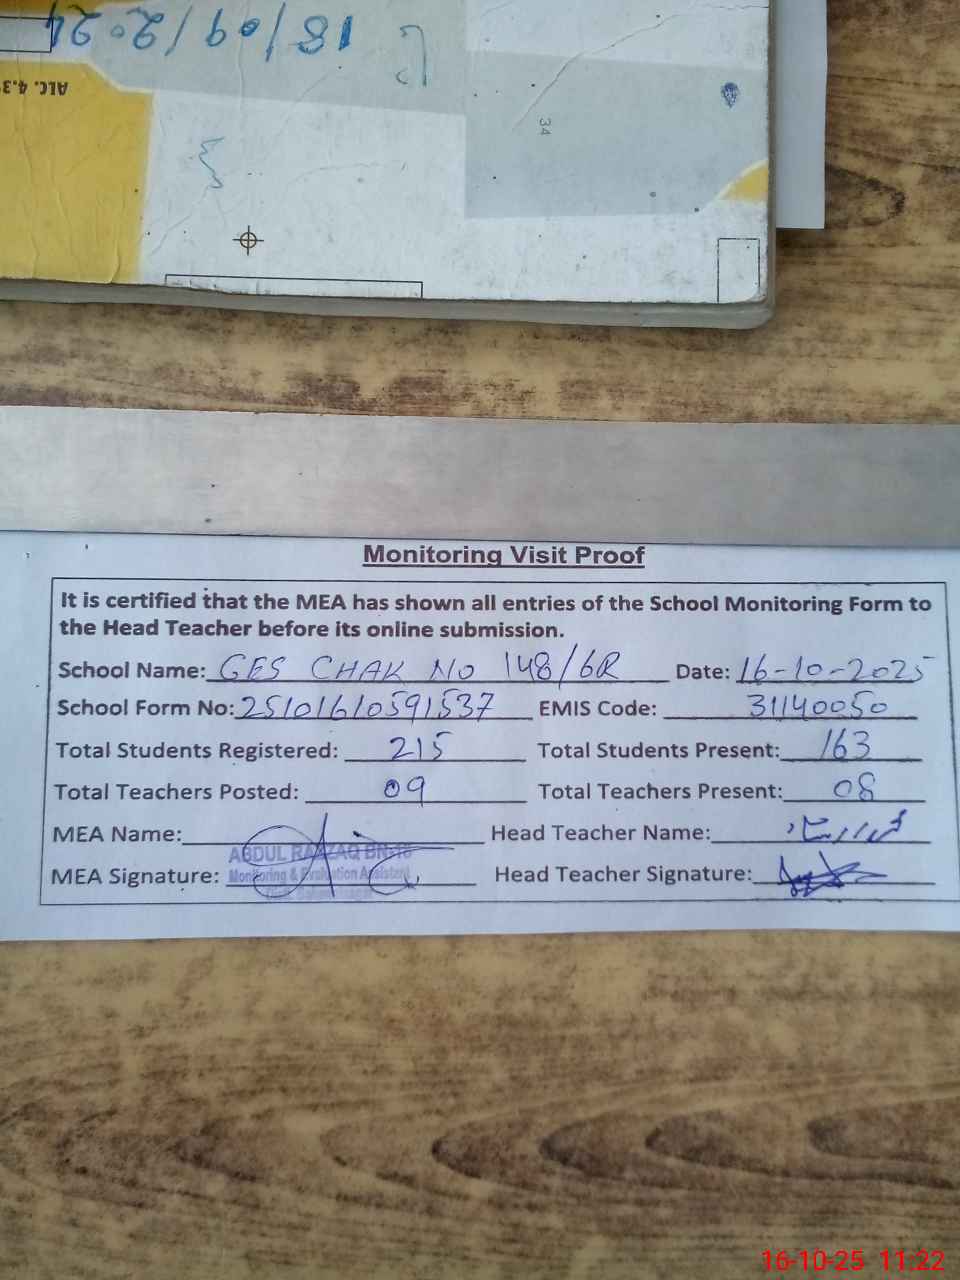 18/09/2024
ALC. 4.3
34
Monitoring Visit Proof
It is certified that the MEA has shown all entries of the School Monitoring Form to
the Head Teacher before its online submission.
School Name: GES CHAK NO 148/6R Date: 16-10-2025
School Form No: 25101610591537 EMIS Code: 31140050
Total Students Registered: 215 Total Students Present: 163
Total Teachers Posted: 09 Total Teachers Present: 08
MEA Name: Head Teacher Name:
ABDUL RAZZAQ
MEA Signature: Monitoring & Evaluation Assistant Head Teacher Signature:
16-10-25 11:22